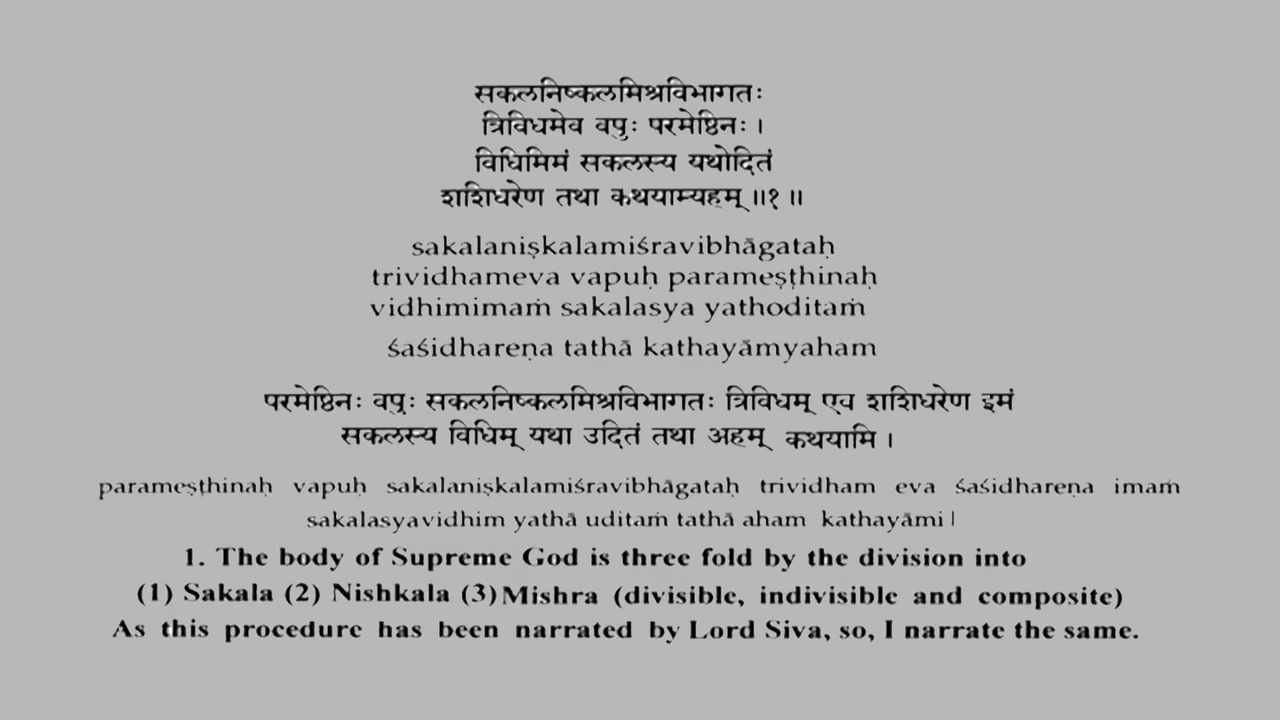 सकलनिष्कलमिश्रविभागतः
त्रिविधमेव वपुः परमेष्ठिनः ।
विधिमिमं सकलस्य यथोदितं
शशिधरेण तथा कथयाम्यहम् ॥१॥
sakalaniṣkalamiśravibhāgataḥ
trividhameva vapuḥ parameṣṭhinaḥ
vidhimimaṁ sakalasya yathoditaṁ
śaśidhareṇa tathā kathayāmyaham
परमेष्ठिनः वपुः सकलनिष्कलमिश्रविभागतः त्रिविधम् एव शशिधरेण इमं
सकलस्य विधिम् यथा उदितं तथा अहम् कथयामि ।
parameṣṭhinaḥ vapuḥ sakalaniṣkalamiśravibhāgataḥ trividham eva śaśidhareṇa imaṁ
sakalasyavidhim yathā uditaṁ tathā aham kathayāmi |
1. The body of Supreme God is three fold by the division into
(1) Sakala (2) Nishkala (3) Mishra (divisible, indivisible and composite)
As this procedure has been narrated by Lord Siva, so, I narrate the same.